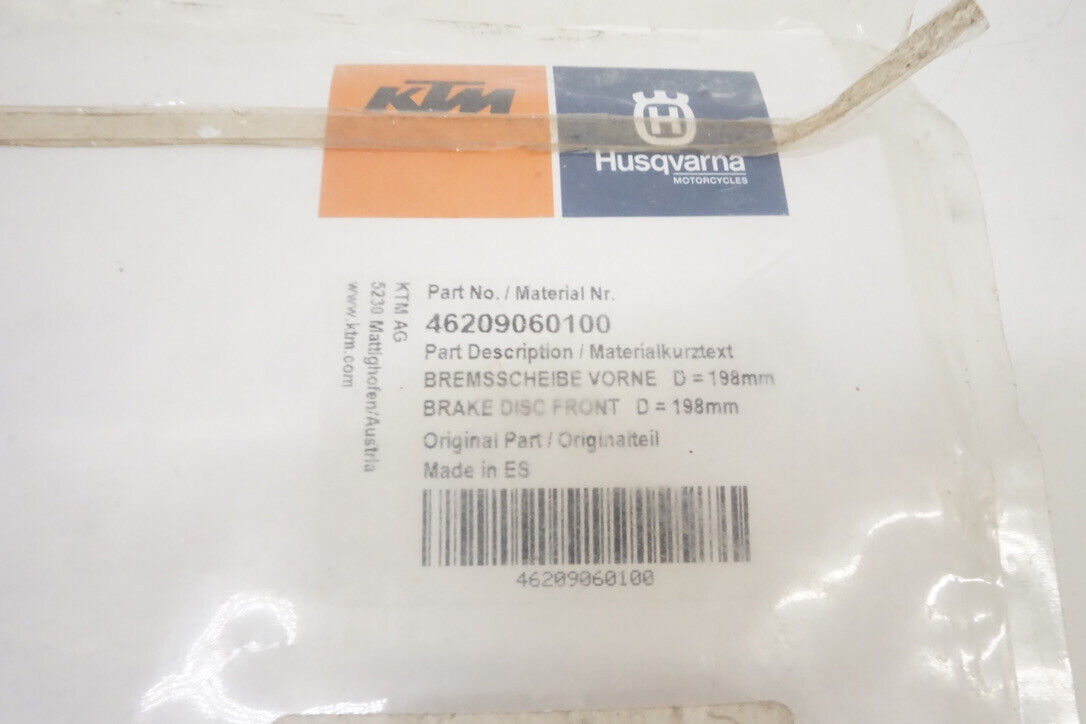 KTM
H
Husqvarna
MOTORCYCLES
KTM AG
5230 Mattighofen/Austria
www.ktm.com
Part No. / Material Nr.
46209060100
Part Description / Materialkurztext
BREMSSCHEIBE VORNE D = 198mm
BRAKE DISC FRONT D = 198mm
Original Part / Originalteil
Made in ES
46209060100